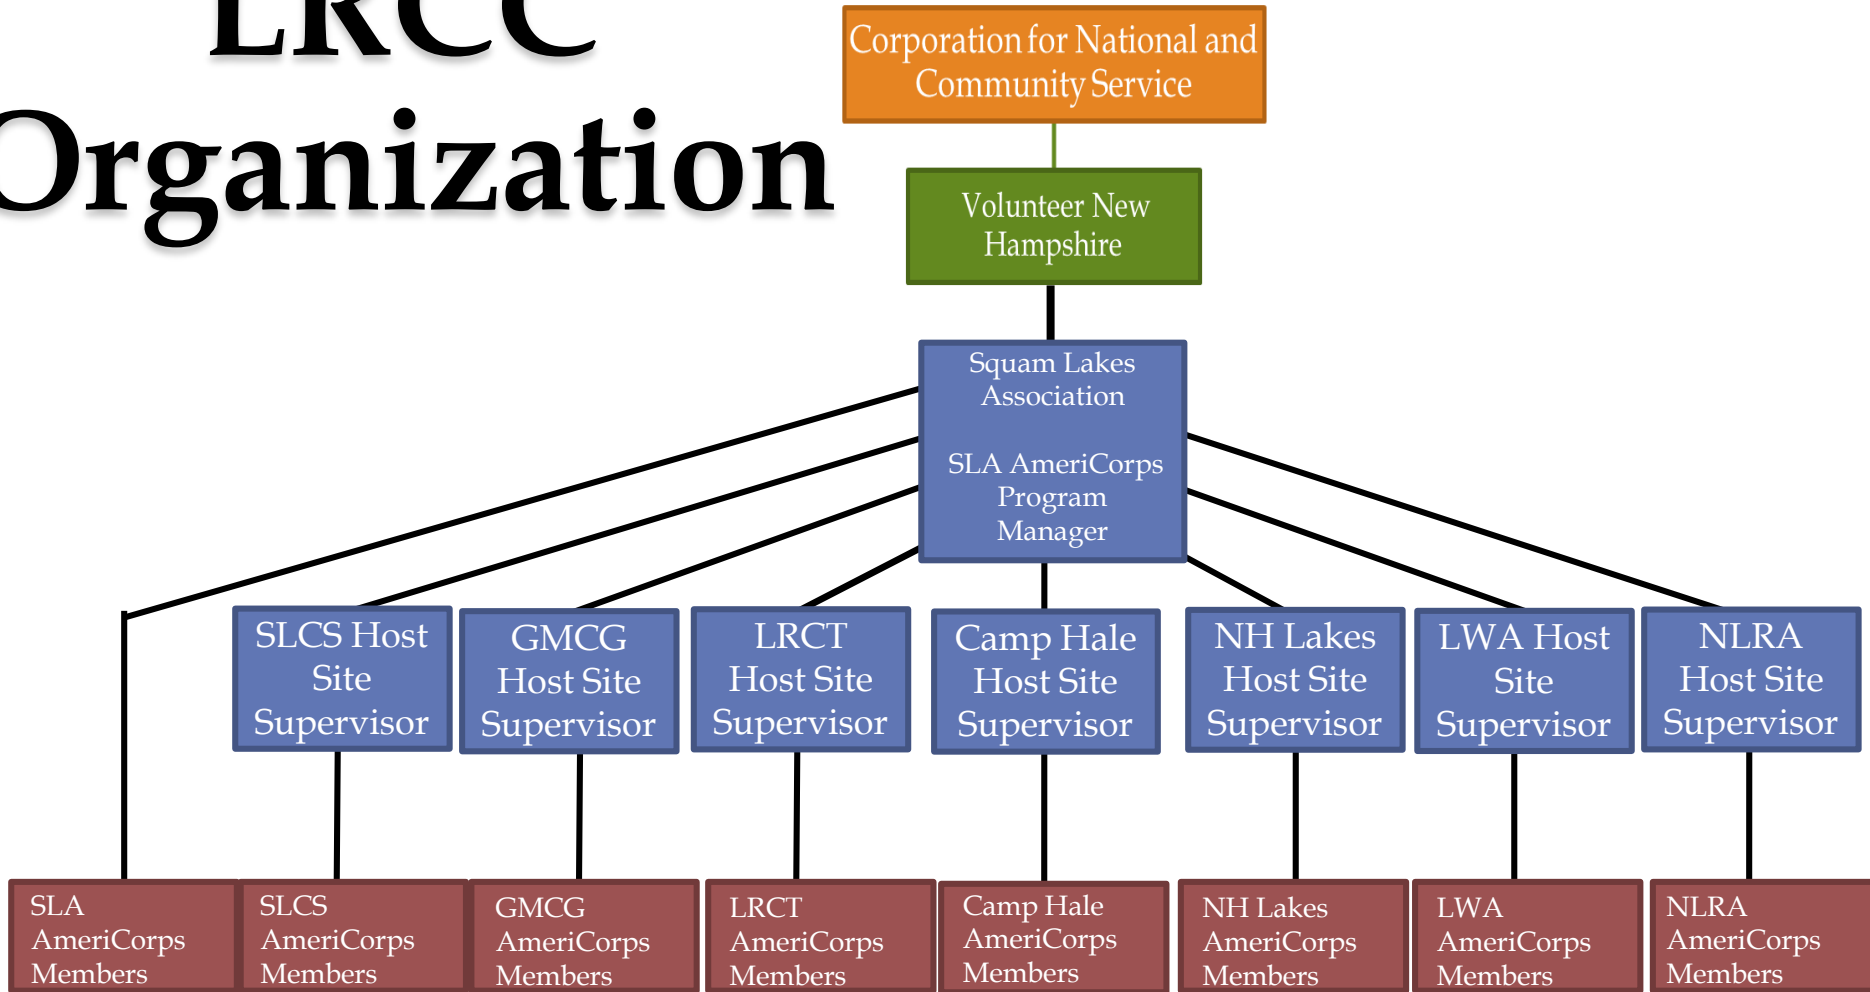 LRCC
Organization
Corporation for National and
Community Service
Volunteer New
Hampshire
Squam Lakes
Association
SLA AmeriCorps
Program
Manager
SLCS Host
Site
Supervisor
GMCG
Host Site
Supervisor
LRCT
Host Site
Supervisor
Camp Hale
Host Site
Supervisor
NH Lakes
Host Site
Supervisor
LWA Host
Site
Supervisor
NLRA
Host Site
Supervisor
SLA
AmeriCorps
Members
SLCS
AmeriCorps
Members
GMCG
AmeriCorps
Members
LRCT
AmeriCorps
Members
Camp Hale
AmeriCorps
Members
NH Lakes
AmeriCorps
Members
LWA
AmeriCorps
Members
NLRA
AmeriCorps
Members